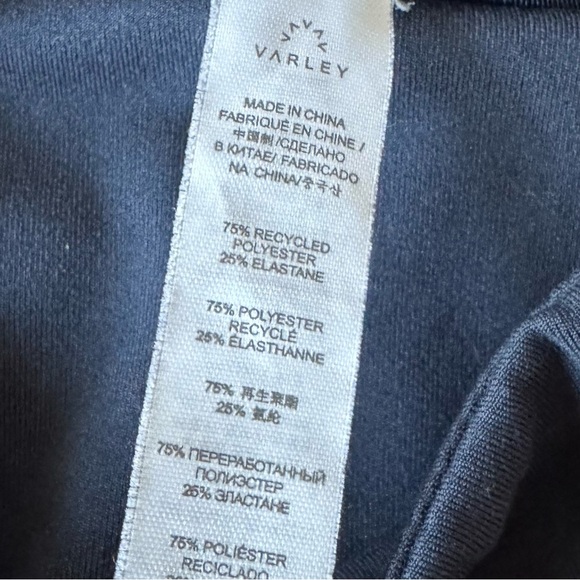 VARLEY
MADE IN CHINA
FABRIQUÉ EN CHINE /
中国制/СДЕЛАНО
В КИТАЕ/ FABRICADO
NA CHINA/중국산
75% RECYCLED
POLYESTER
25% ELASTANE
75% POLYESTER
RECYCLÉ
25% ÉLASTHANNE
75% 再生聚酯
25% 氨纶
75% ПЕРЕРАБОТАННЫЙ
ПОЛИЭСТЕР
25% ЭЛАСТАНЕ
75% POLIÉSTER
RECICLADO